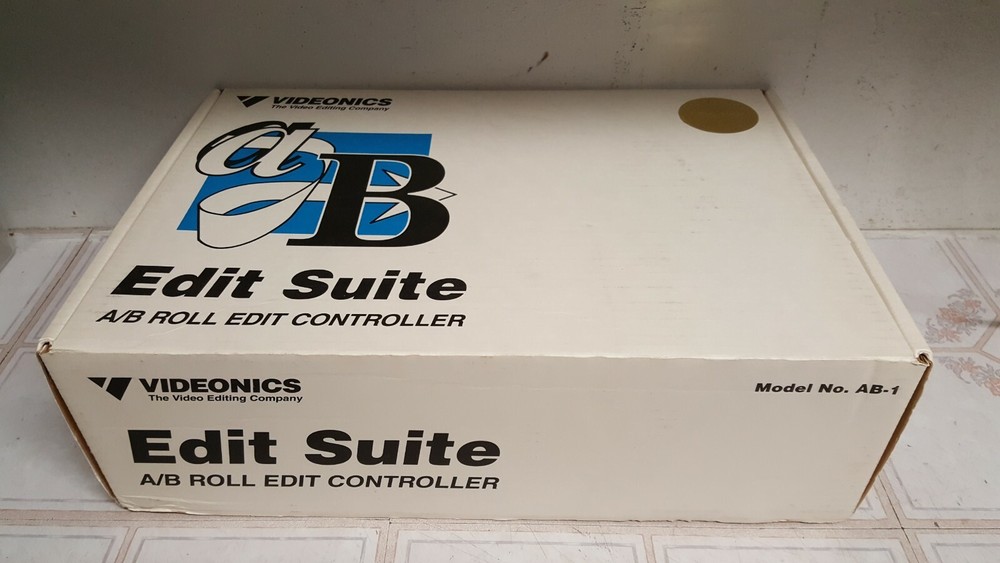 VIDEONICS
The Video Editing Company
a
B
Edit Suite
A/B ROLL EDIT CONTROLLER
VIDEONICS
The Video Editing Company
Model No. AB-1
Edit Suite
A/B ROLL EDIT CONTROLLER